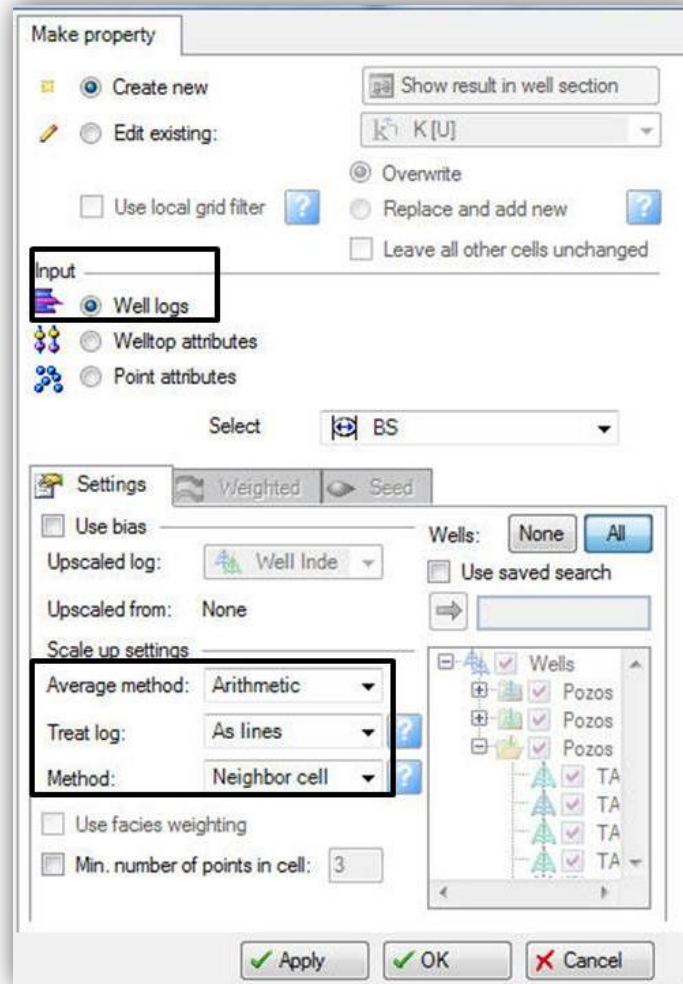 Make property
Create new
Show result in well section
Edit existing:
K [U]
Overwrite
Use local grid filter
?
Replace and add new
?
Leave all other cells unchanged
Input
Well logs
Welltop attributes
Point attributes
Select
BS
Settings
Weighted
Seed
Use bias
Wells:
None
All
Upscaled log:
Well Inde
Use saved search
Upscaled from:
None
Scale up settings
Wells
Average method:
Arithmetic
Pozos
Pozos
Treat log:
As lines
?
Pozos
Method:
Neighbor cell
?
TA
TA
Use facies weighting
TA
Min. number of points in cell:
3
TA
Apply
OK
Cancel